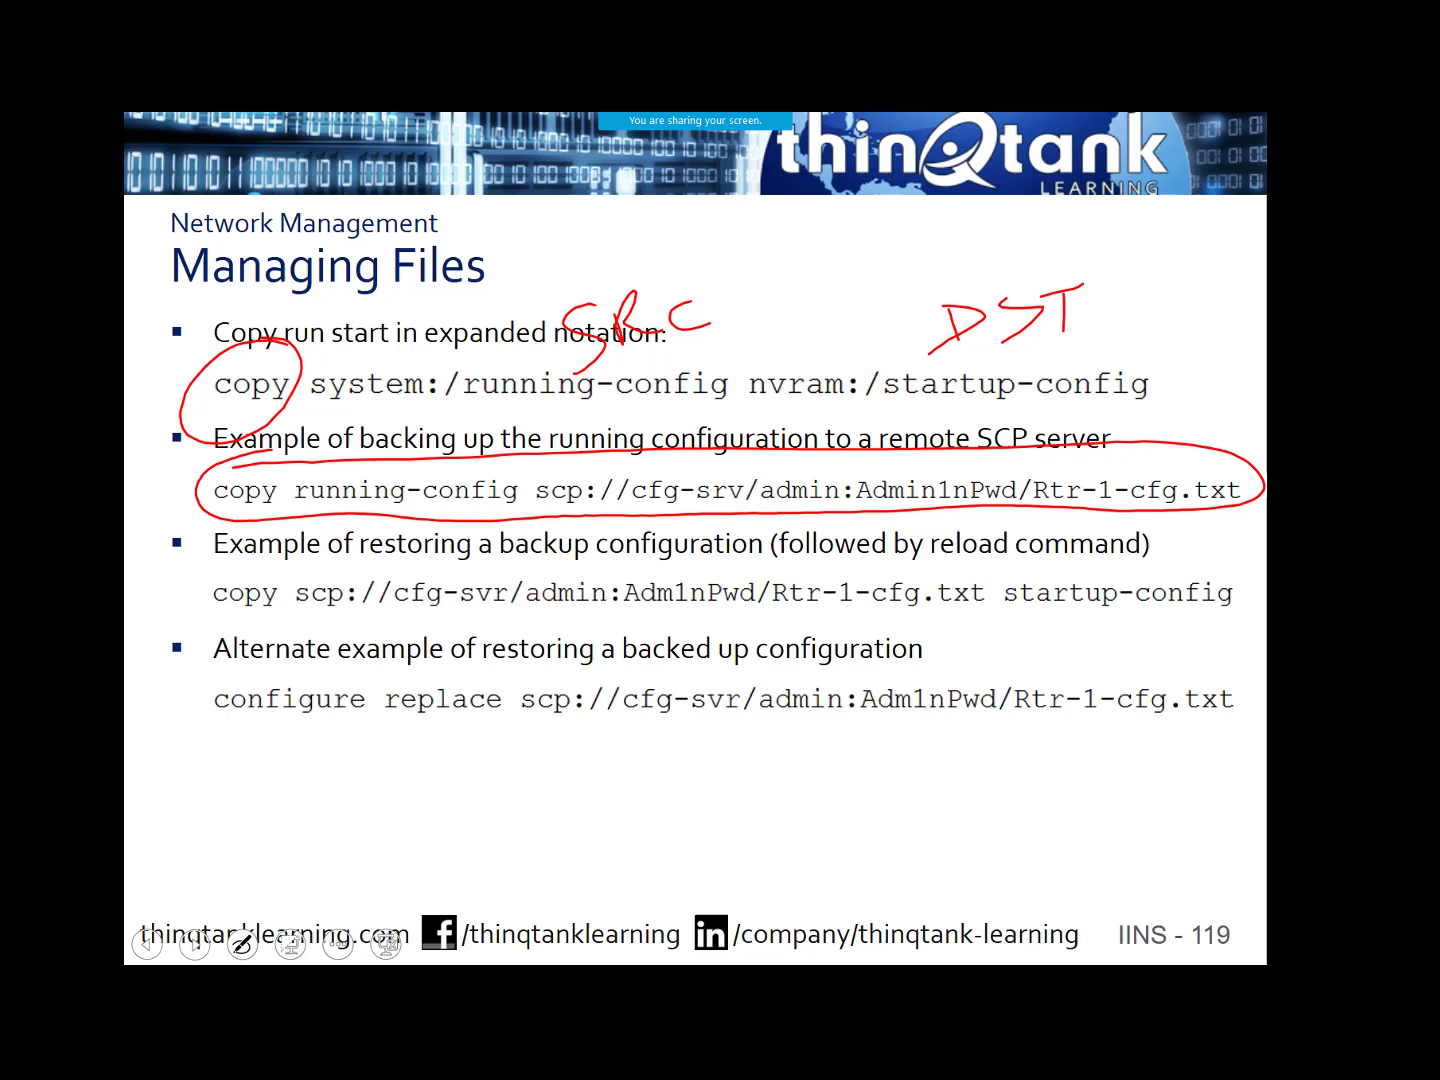 You are sharing your screen.
thinQtank
LEARNING
Network Management
Managing Files
SRC DST
Copy run start in expanded notation:
copy system:/running-config nvram:/startup-config
Example of backing up the running configuration to a remote SCP server
copy running-config scp://cfg-srv/admin:Admin1nPwd/Rtr-1-cfg.txt
Example of restoring a backup configuration (followed by reload command)
copy scp://cfg-svr/admin:Adm1nPwd/Rtr-1-cfg.txt startup-config
Alternate example of restoring a backed up configuration
configure replace scp://cfg-svr/admin:Adm1nPwd/Rtr-1-cfg.txt
thinqtanklearning.com f /thinqtanklearning in /company/thinqtank-learning IINS - 119